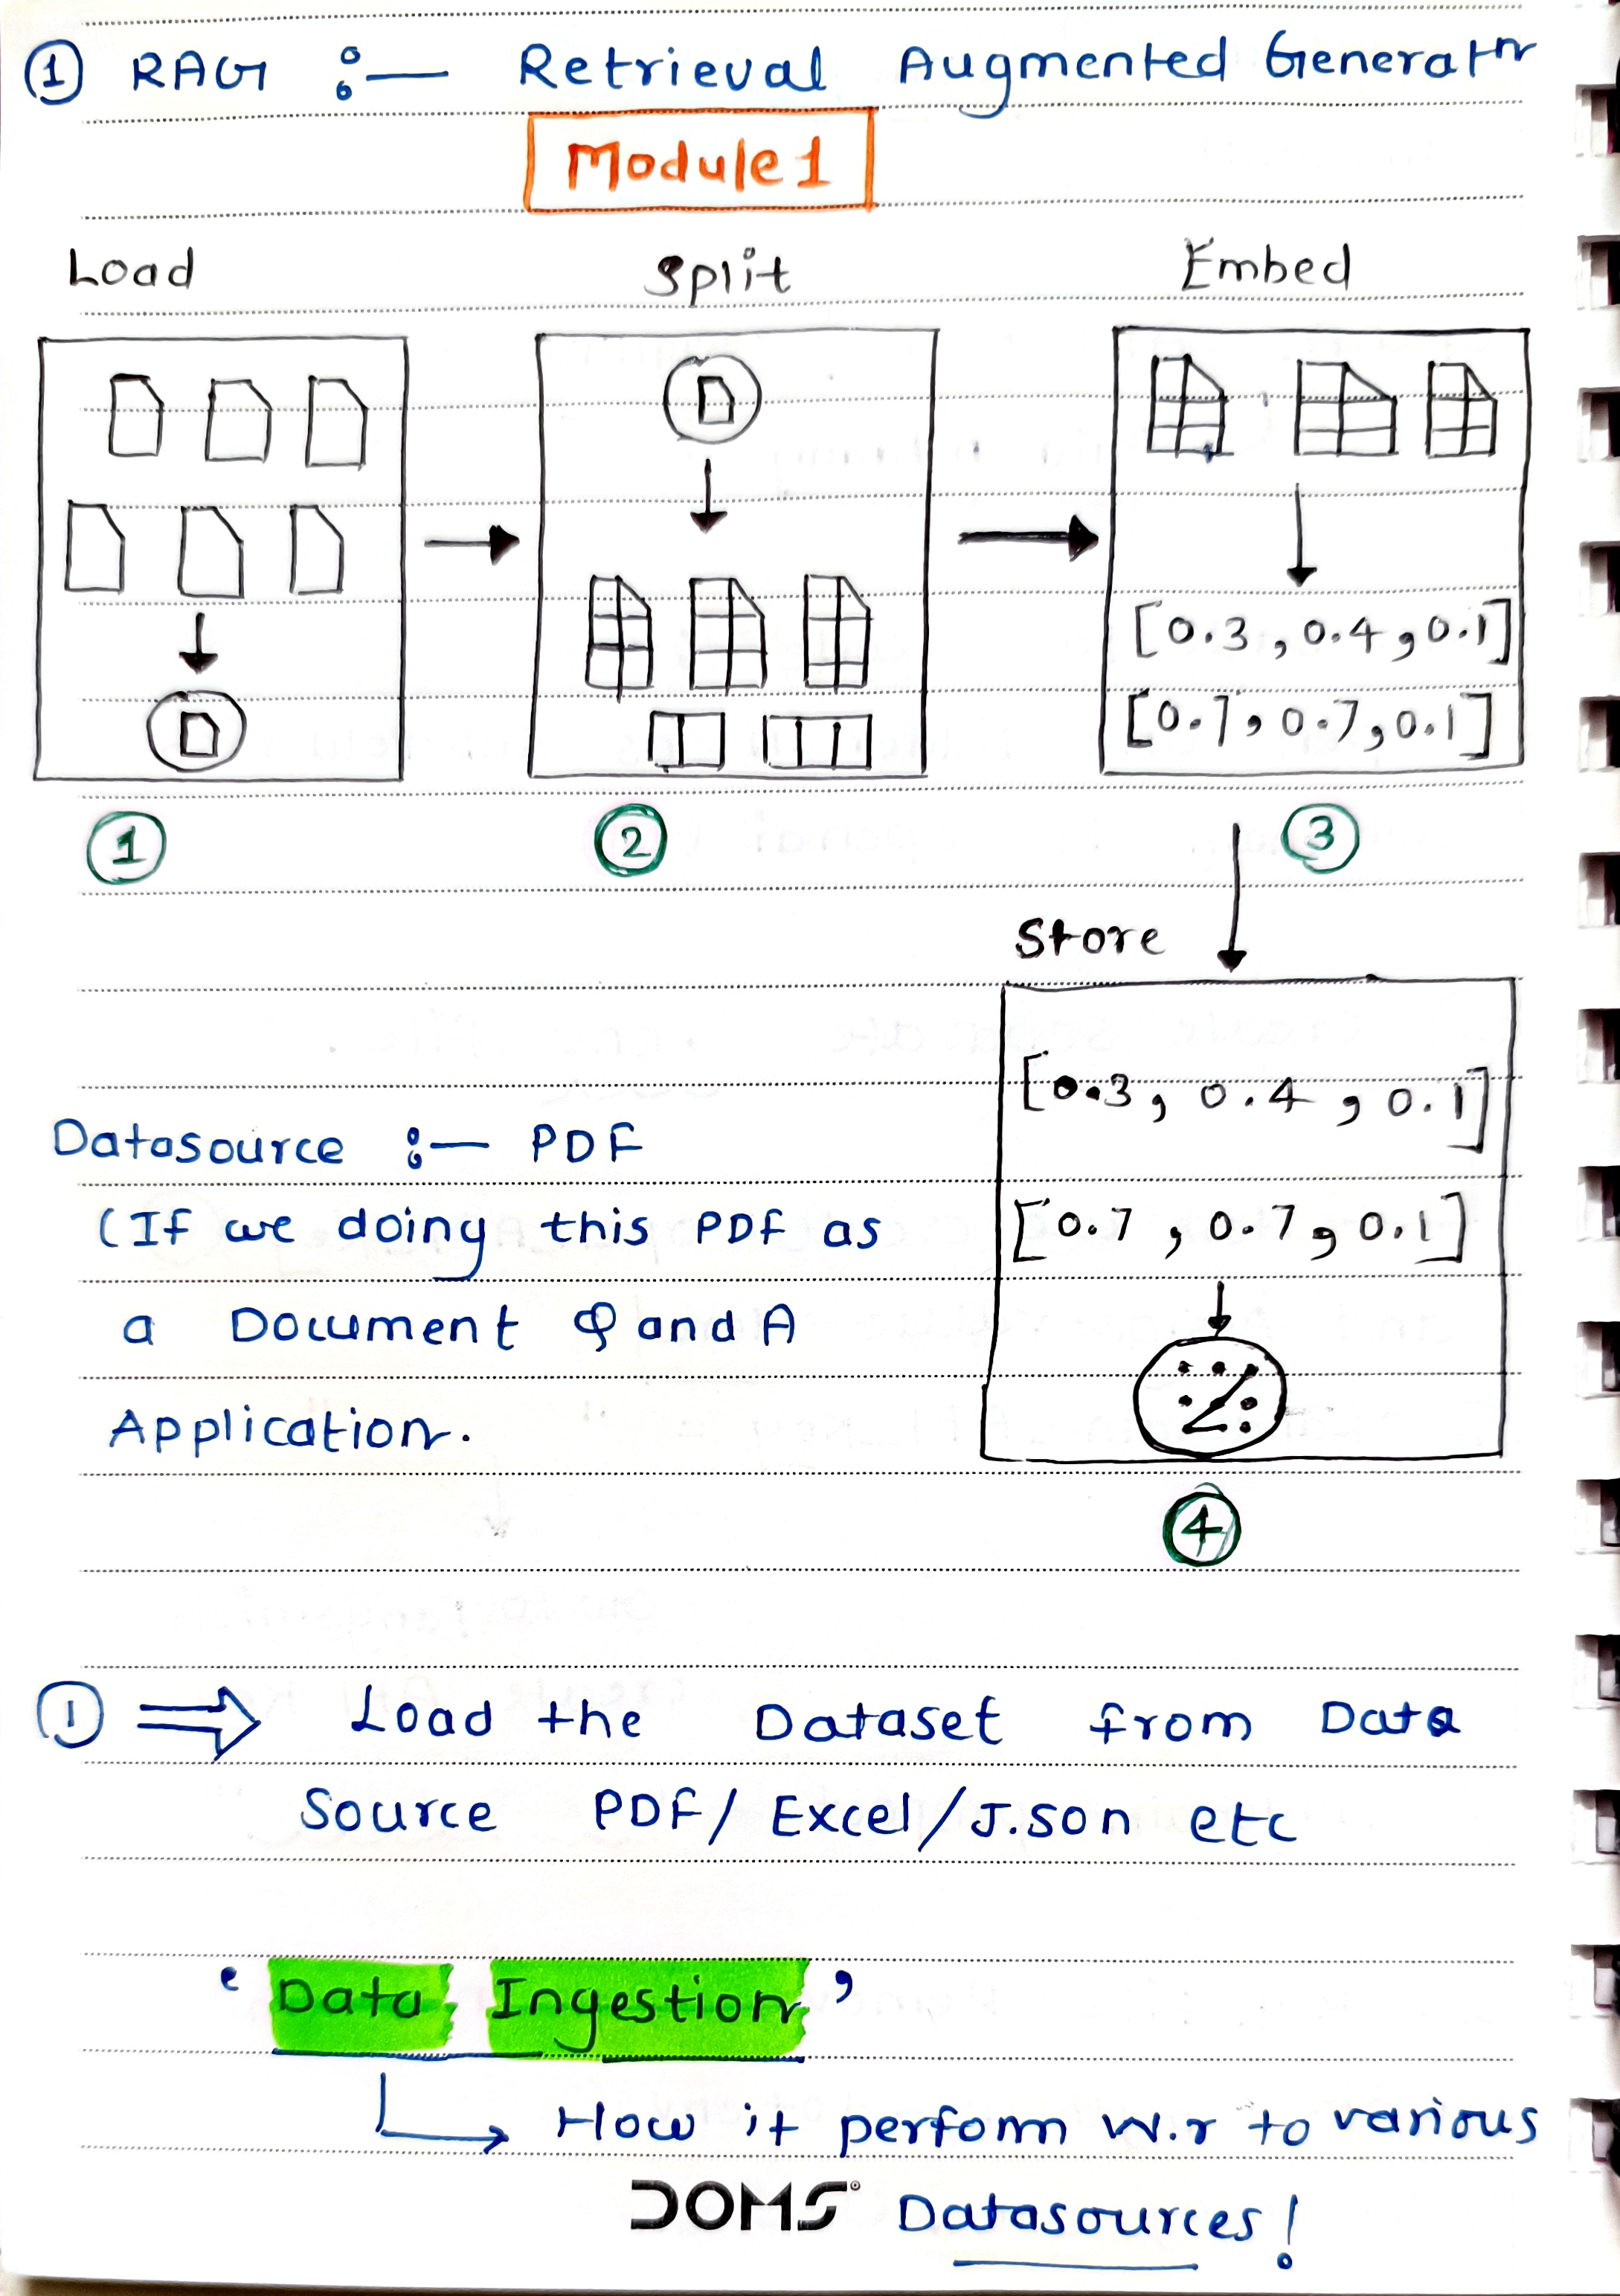 ① RAG :— Retrieval Augmented Generatn
Module 1
Load Split Embed
[0.3, 0.4, 0.1]
[0.7, 0.7, 0.1]
① ② ③
Store
[0.3, 0.4, 0.1]
[0.7, 0.7, 0.1]
④
Datasource :— PDF
(If we doing this PDF as
a Document Q and A
Application.
① ⇒ Load the Dataset from Data
Source PDF/ Excel/J.son etc
‘Data Ingestion’
↳ How it perform w.r to various
DOMS Datasources!